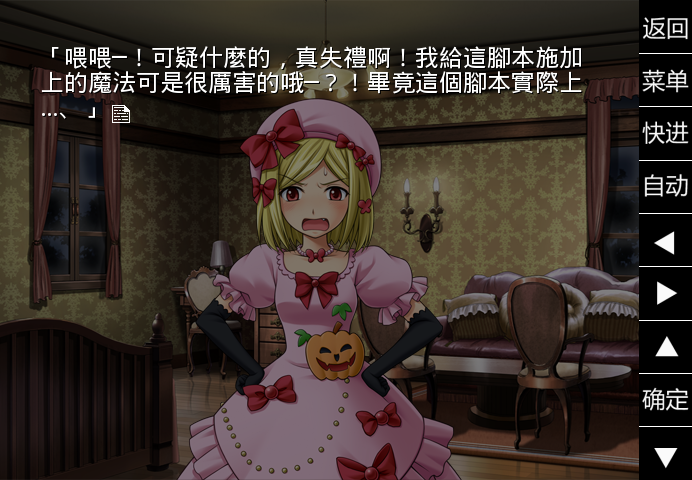 「喂喂─！可疑什麼的，真失禮啊！我給這腳本施加
上的魔法可是很厲害的哦─？！畢竟這個腳本實際上
…、」
返回
菜单
快进
自动
◀
▶
▲
确定
▼